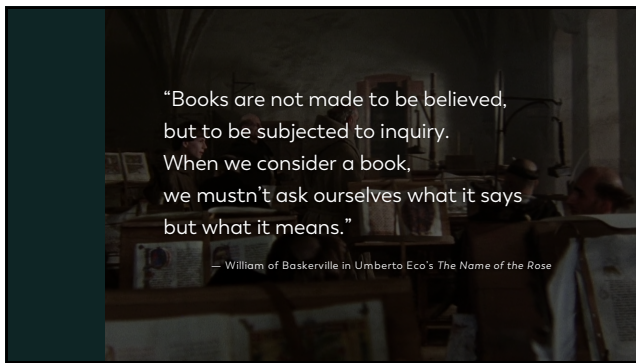 “Books are not made to be believed,
but to be subjected to inquiry.
When we consider a book,
we mustn’t ask ourselves what it says
but what it means.”
— William of Baskerville in Umberto Eco’s The Name of the Rose